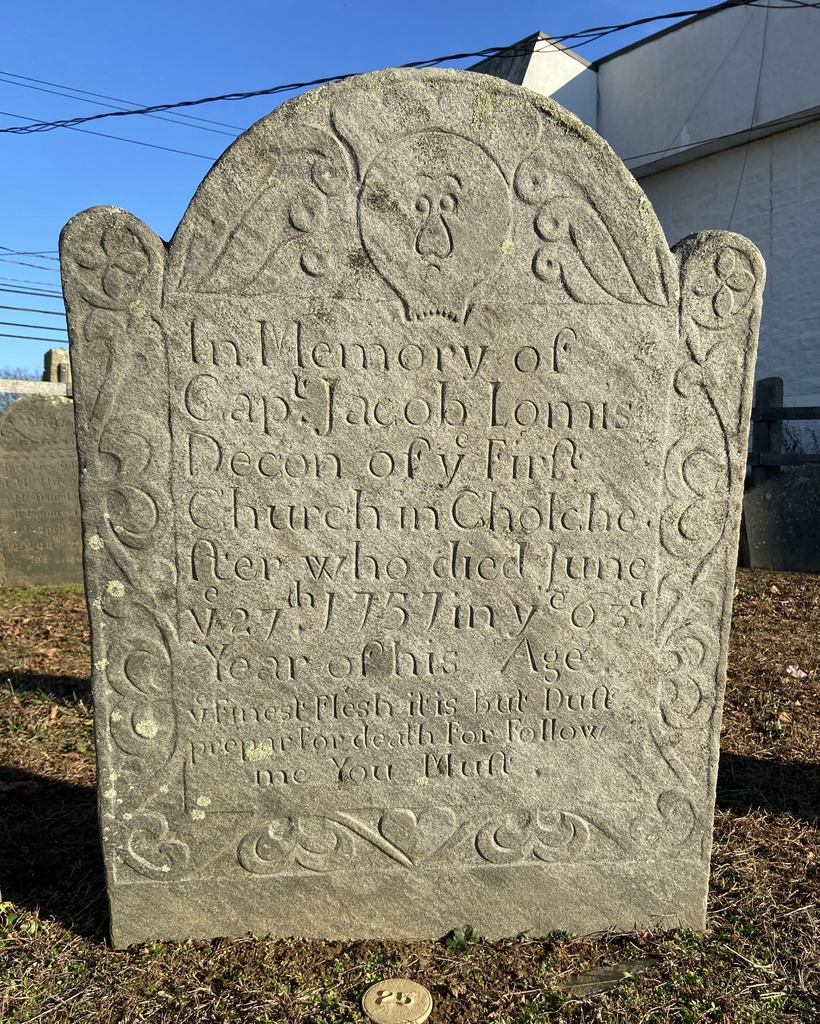 In Memory of
Capᵗ. Jacob Lomis
Decon of yᵉ Firſt
Church in Cholche
ſter who died June
yᵉ 27ᵗʰ. 1757 in yᵉ 63ᵈ
Year of his Age
yᵉ Finest Flesh it is but Duſt
prepar For death For Follow
me You Muſt .
25